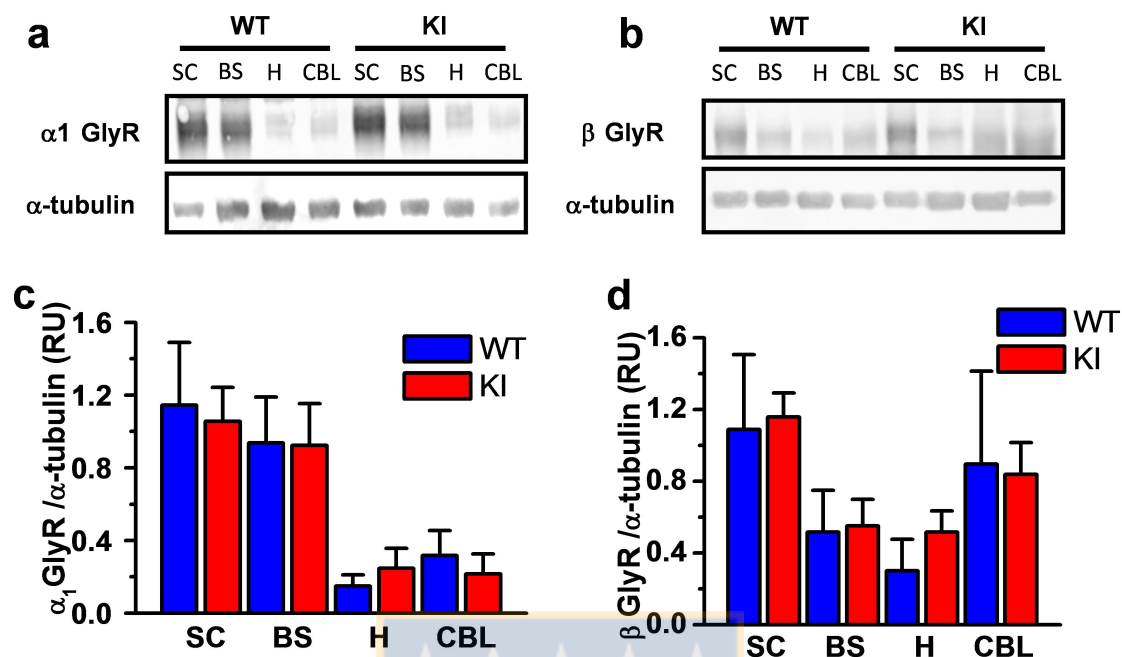 a
WT KI
SC BS H CBL SC BS H CBL
α1 GlyR
α-tubulin
b
WT KI
SC BS H CBL SC BS H CBL
β GlyR
α-tubulin
c
α1GlyR /α-tubulin (RU)
1.6
1.2
0.8
0.4
0.0
WT
KI
SC BS H CBL
d
β GlyR /α-tubulin (RU)
1.6
1.2
0.8
0.4
0.0
WT
KI
SC BS H CBL